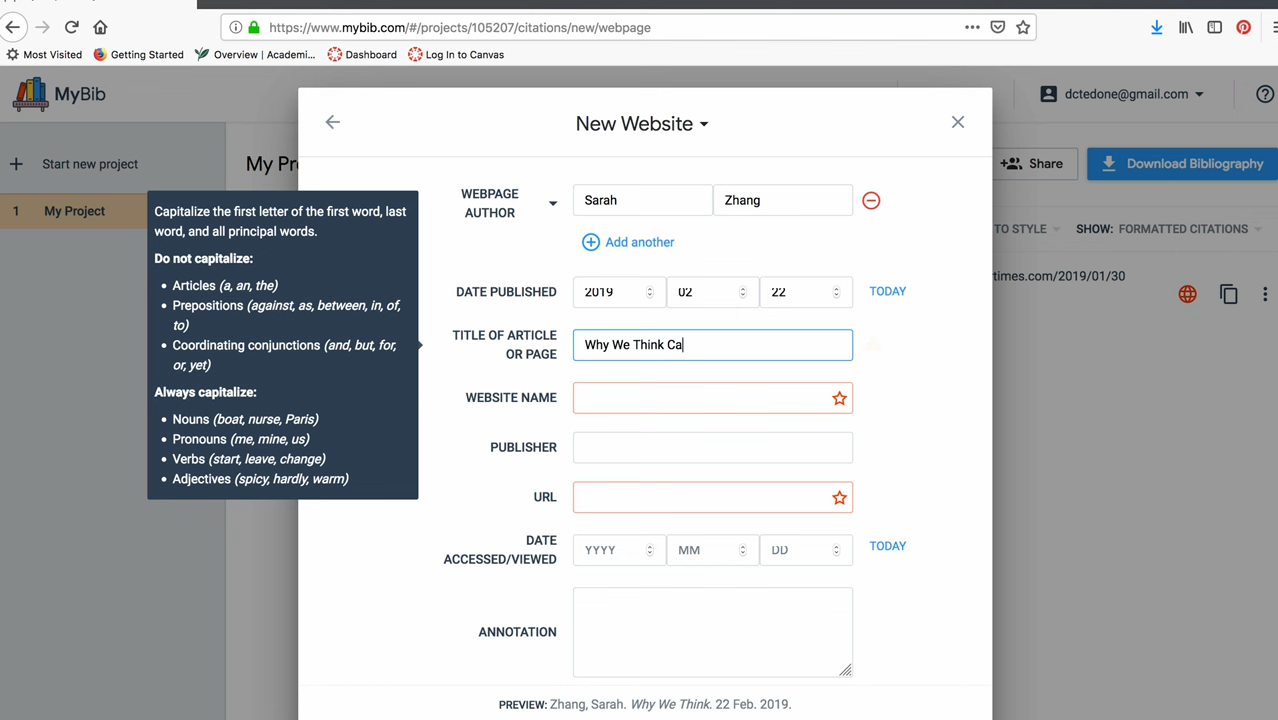 https://www.mybib.com/#/projects/105207/citations/new/webpage
Most Visited Getting Started Overview | Academi... Dashboard Log In to Canvas
MyBib
dctedone@gmail.com
New Website
Start new project
My Pr
Share
Download Bibliography
1 My Project
TO STYLE SHOW: FORMATTED CITATIONS
times.com/2019/01/30
Capitalize the first letter of the first word, last
word, and all principal words.
Do not capitalize:
• Articles (a, an, the)
• Prepositions (against, as, between, in, of,
to)
• Coordinating conjunctions (and, but, for,
or, yet)
Always capitalize:
• Nouns (boat, nurse, Paris)
• Pronouns (me, mine, us)
• Verbs (start, leave, change)
• Adjectives (spicy, hardly, warm)
WEBPAGE
AUTHOR
Sarah Zhang
Add another
DATE PUBLISHED 2019 02 22 TODAY
TITLE OF ARTICLE
OR PAGE
Why We Think Ca
WEBSITE NAME
PUBLISHER
URL
DATE
ACCESSED/VIEWED
YYYY MM DD TODAY
ANNOTATION
PREVIEW: Zhang, Sarah. Why We Think. 22 Feb. 2019.